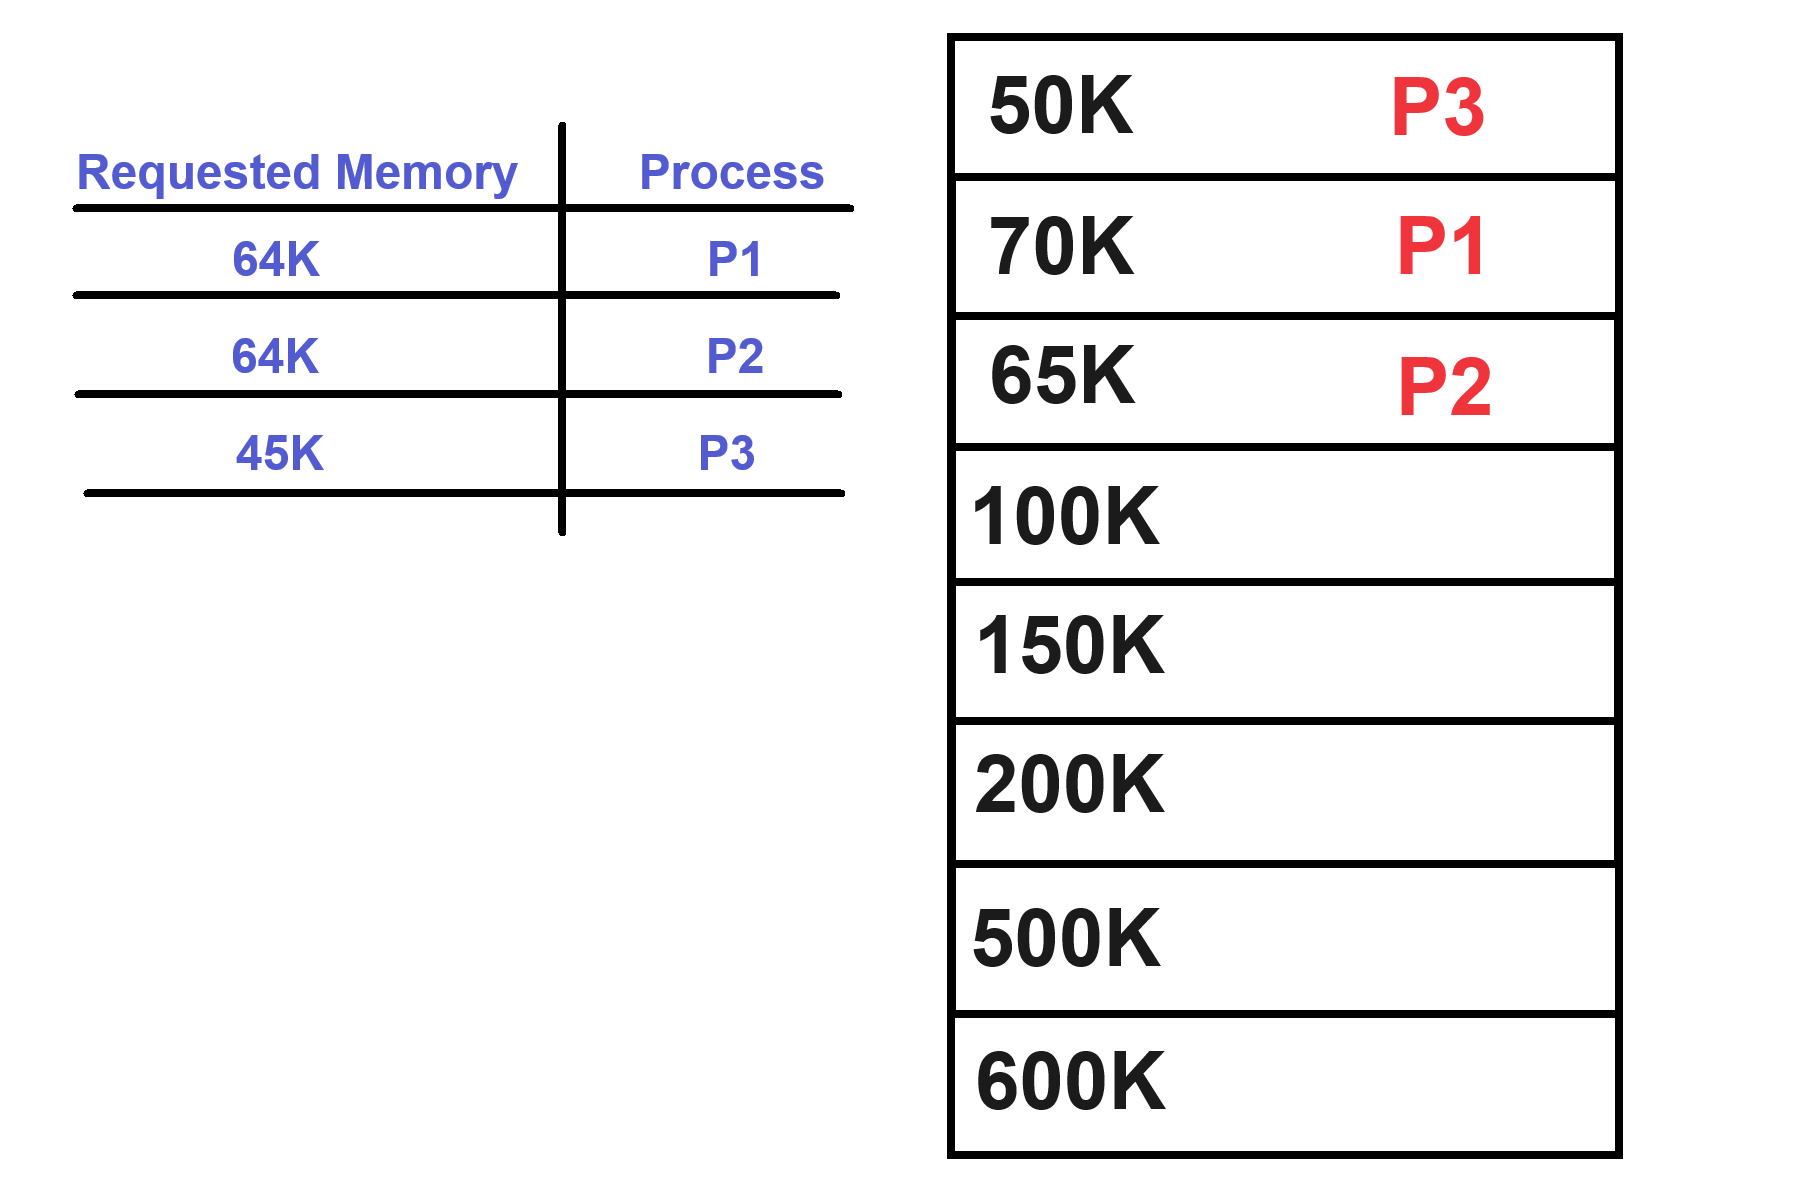 Requested Memory Process
64K P1
64K P2
45K P3
50K P3
70K P1
65K P2
100K
150K
200K
500K
600K